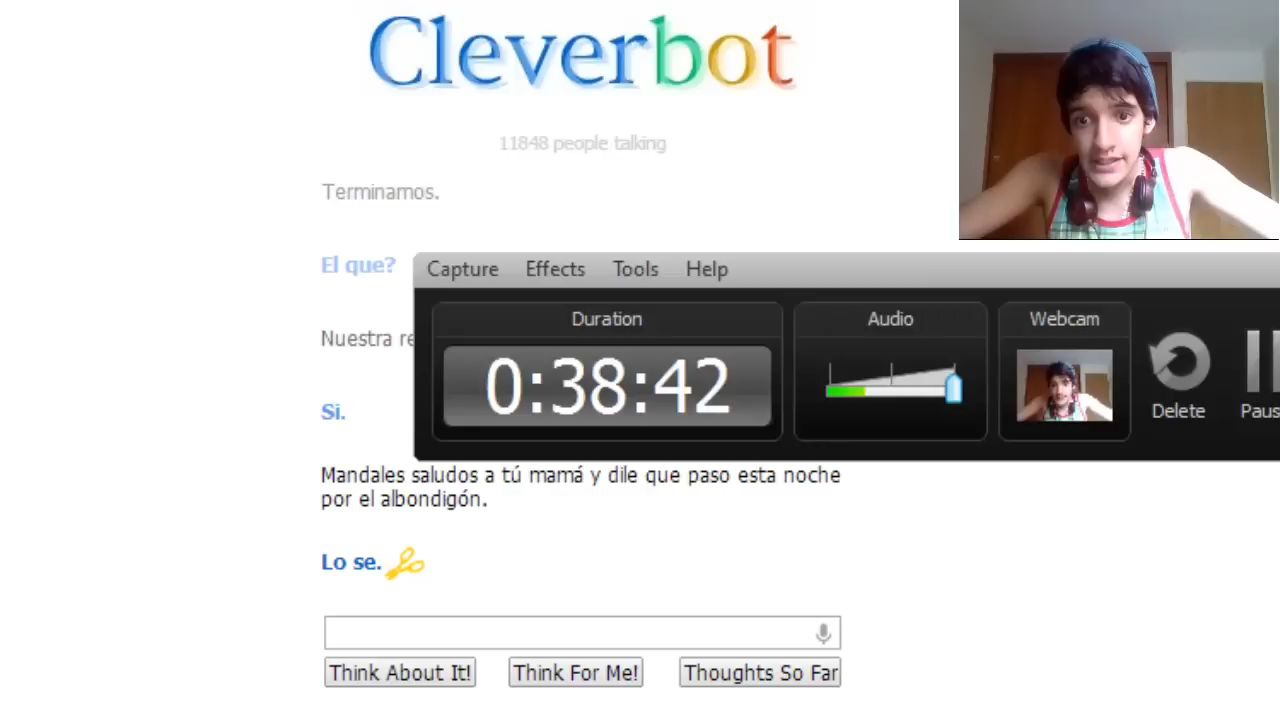 Cleverbot
11848 people talking
Terminamos.
El que?
Capture Effects Tools Help
Nuestra re
Duration
0:38:42
Audio
Webcam
Delete
Paus
Si.
Mandales saludos a tú mamá y dile que paso esta noche
por el albondigón.
Lo se.
Think About It!
Think For Me!
Thoughts So Far